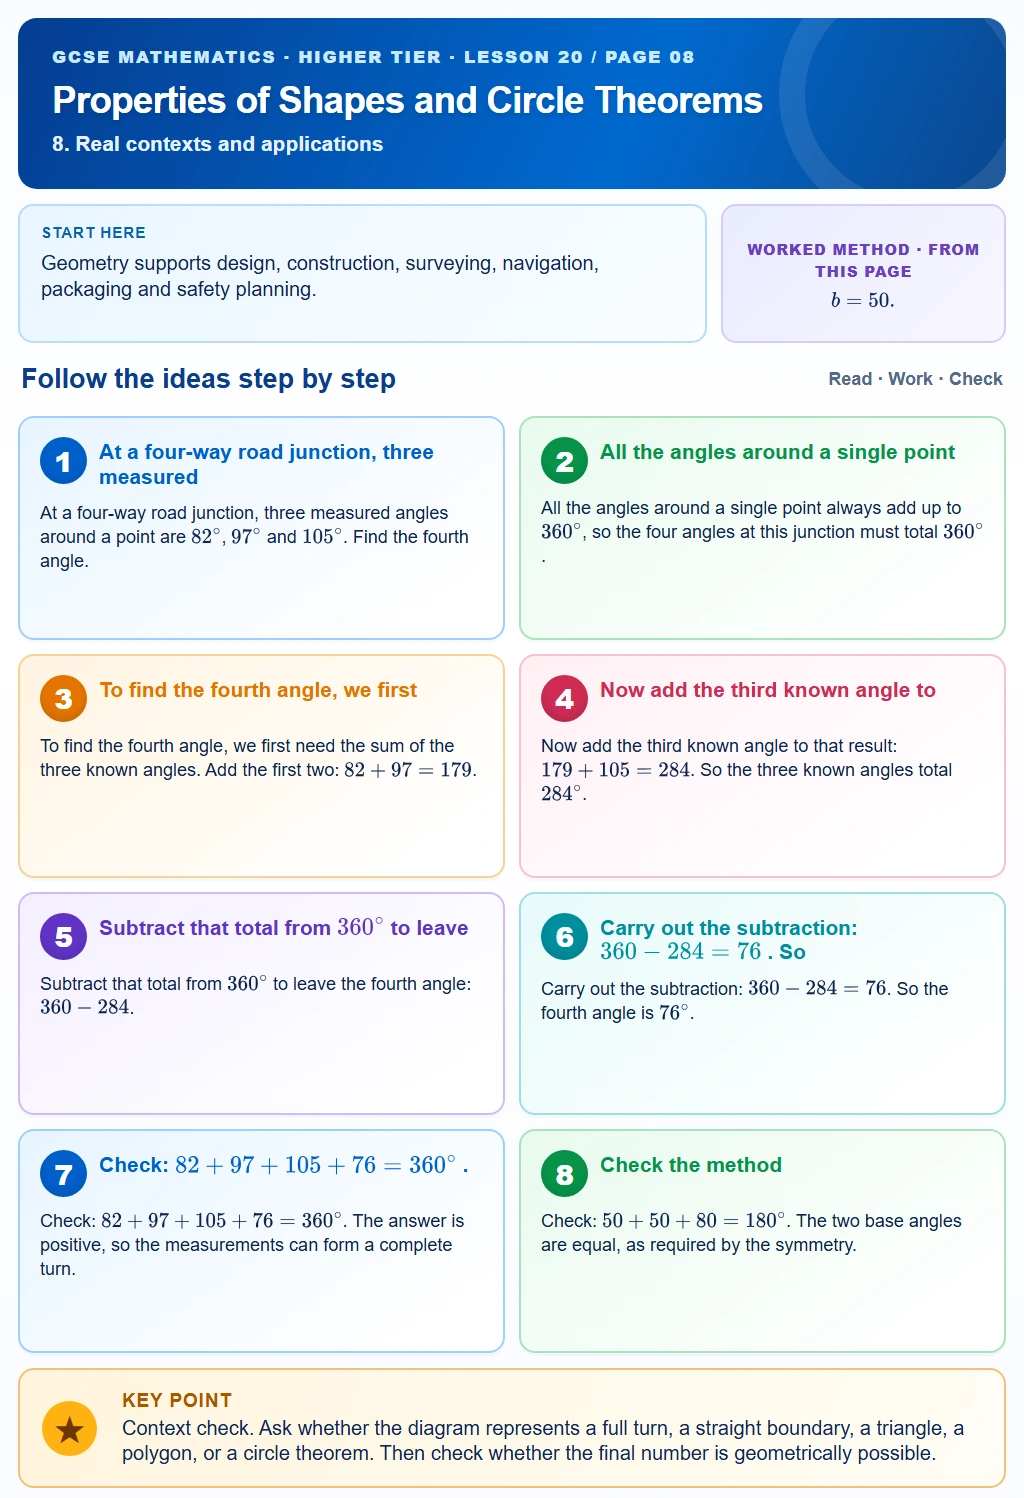 GCSE MATHEMATICS · HIGHER TIER · LESSON 20 / PAGE 08
Properties of Shapes and Circle Theorems
8. Real contexts and applications
START HERE
Geometry supports design, construction, surveying, navigation,
packaging and safety planning.
WORKED METHOD · FROM
THIS PAGE
b = 50.
Follow the ideas step by step
Read · Work · Check
1
At a four-way road junction, three
measured
At a four-way road junction, three measured angles
around a point are 82°, 97° and 105°. Find the fourth
angle.
2
All the angles around a single point
All the angles around a single point always add up to
360°, so the four angles at this junction must total 360°
.
3
To find the fourth angle, we first
To find the fourth angle, we first need the sum of the
three known angles. Add the first two: 82 + 97 = 179.
4
Now add the third known angle to
Now add the third known angle to that result:
179 + 105 = 284. So the three known angles total
284°.
5
Subtract that total from 360° to leave
Subtract that total from 360° to leave the fourth angle:
360 − 284.
6
Carry out the subtraction:
360 − 284 = 76 . So
Carry out the subtraction: 360 − 284 = 76. So the
fourth angle is 76°.
7
Check: 82 + 97 + 105 + 76 = 360° .
Check: 82 + 97 + 105 + 76 = 360°. The answer is
positive, so the measurements can form a complete
turn.
8
Check the method
Check: 50 + 50 + 80 = 180°. The two base angles
are equal, as required by the symmetry.
KEY POINT
Context check. Ask whether the diagram represents a full turn, a straight boundary, a triangle, a
polygon, or a circle theorem. Then check whether the final number is geometrically possible.